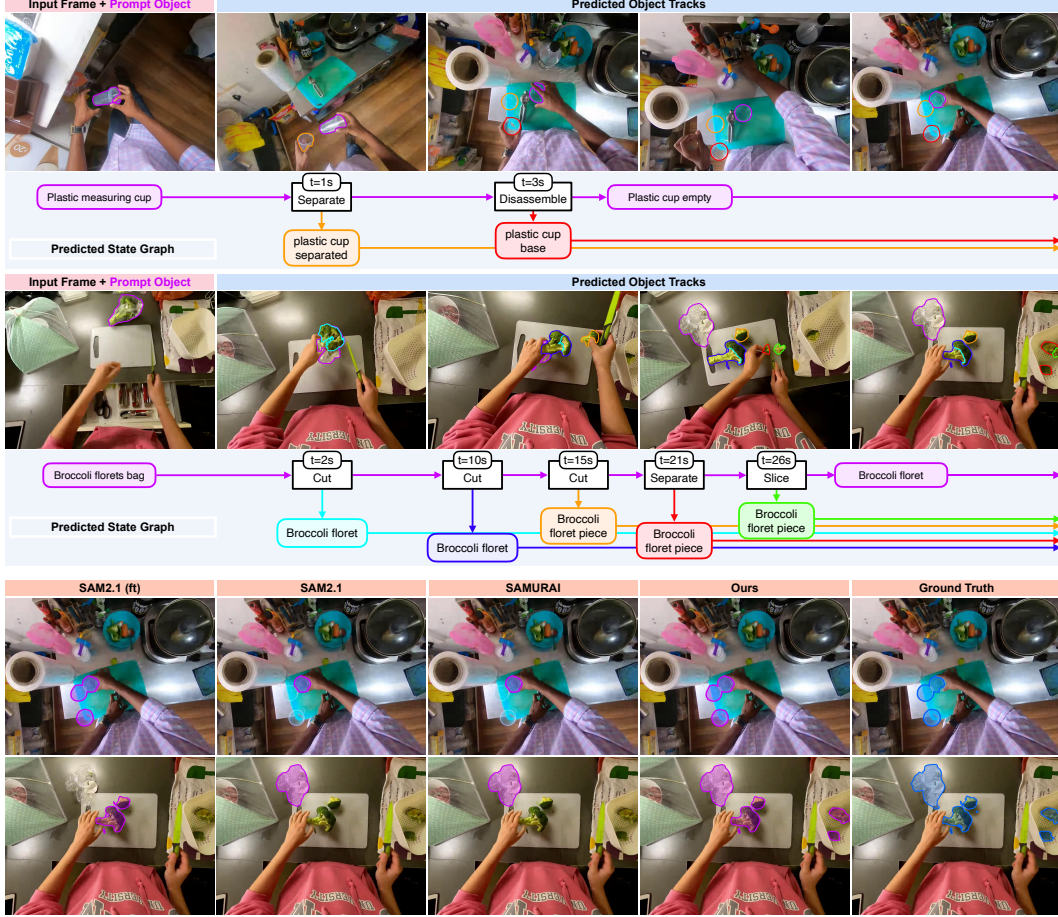 Input Frame + Prompt Object
Predicted Object Tracks
20
t=1s
t=3s
Plastic measuring cup
Separate
Disassemble
Plastic cup empty
plastic cup
separated
plastic cup
base
Predicted State Graph
Input Frame + Prompt Object
Predicted Object Tracks
UN
VERSITY
t=2s
t=10s
t=15s
t=21s
t=26s
Broccoli florets bag
Cut
Cut
Cut
Separate
Slice
Broccoli floret
Predicted State Graph
Broccoli floret
Broccoli floret
Broccoli
floret piece
Broccoli
floret piece
Broccoli
floret piece
SAM2.1 (ft)
SAM2.1
SAMURAI
Ours
Ground Truth